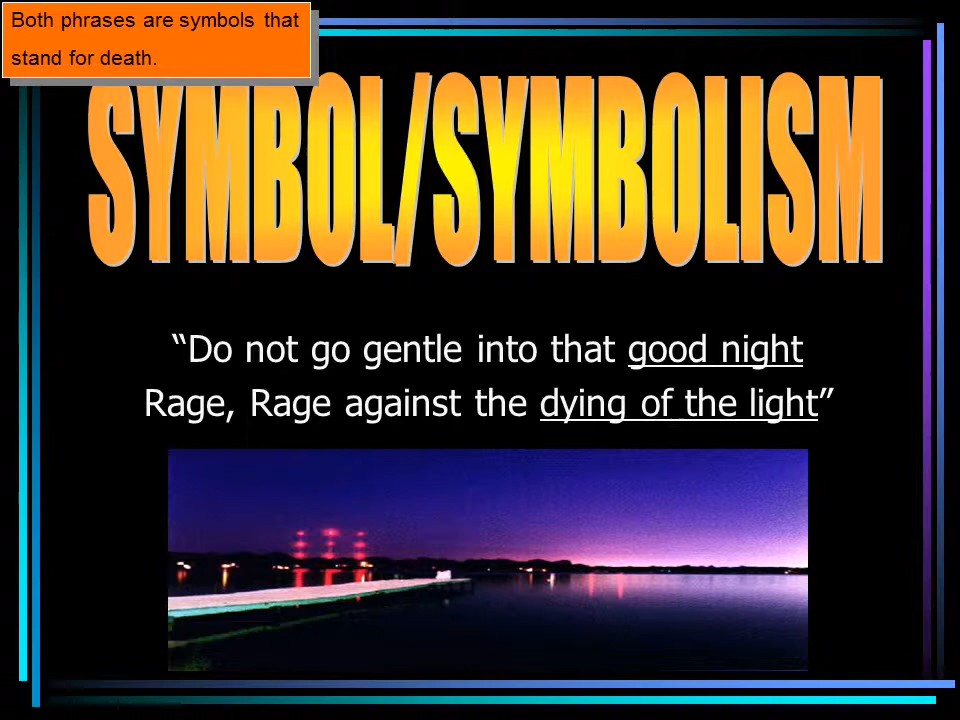 Both phrases are symbols that
stand for death.
SYMBOL/SYMBOLISM
“Do not go gentle into that good night
Rage, Rage against the dying of the light”